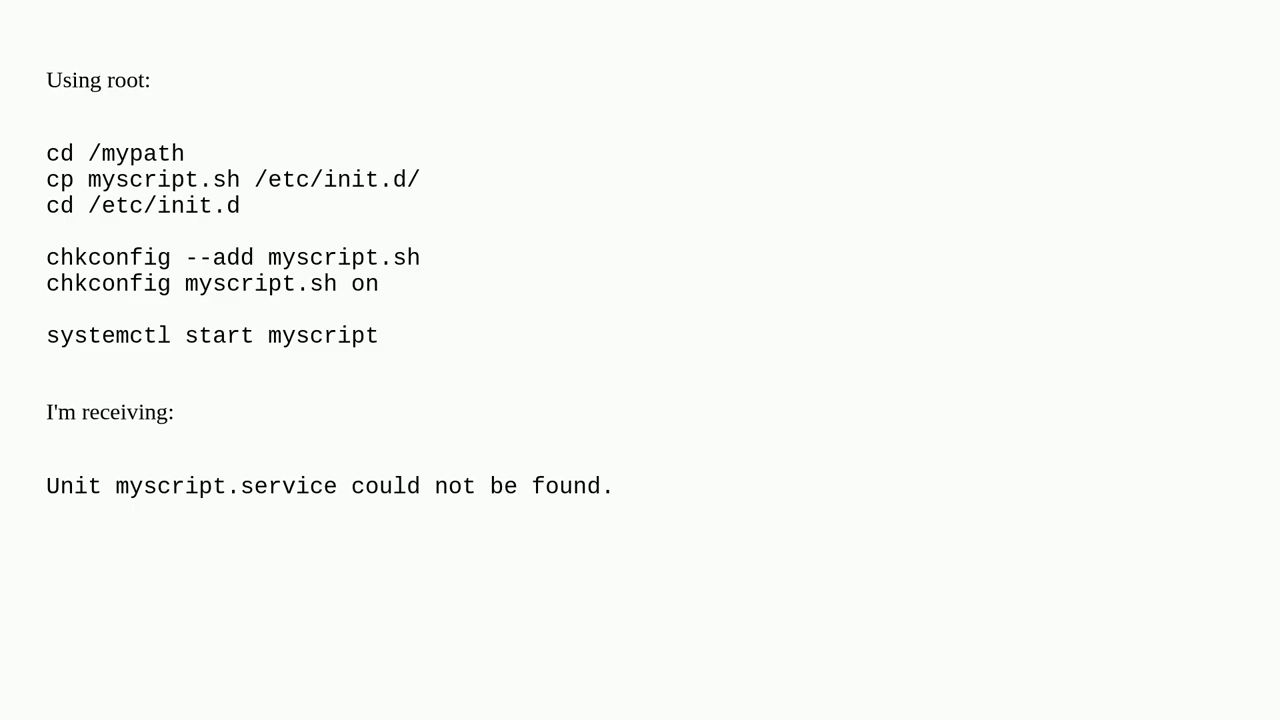 Using root:
cd /mypath
cp myscript.sh /etc/init.d/
cd /etc/init.d
chkconfig --add myscript.sh
chkconfig myscript.sh on
systemctl start myscript
I'm receiving:
Unit myscript.service could not be found.